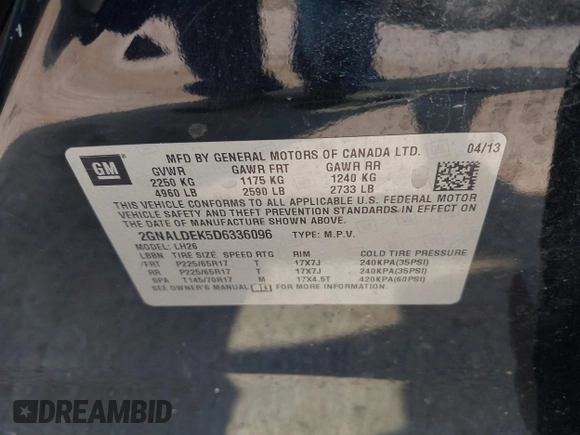 GM
MFD BY GENERAL MOTORS OF CANADA LTD. 04/13
GVWR GAWR FRT GAWR RR
2250 KG 1175 KG 1240 KG
4960 LB 2590 LB 2733 LB
THIS VEHICLE CONFORMS TO ALL APPLICABLE U.S. FEDERAL MOTOR
VEHICLE SAFETY AND THEFT PREVENTION STANDARDS IN EFFECT ON
THE DATE OF MANUFACTURE SHOWN ABOVE.
2GNALDEK5D6336096 TYPE: M.P.V.
MODEL: LH26
LBBN TIRE SIZE SPEED RTG RIM COLD TIRE PRESSURE
/FRT P225/65R17 T 17X7J 240KPA(35PSI)
RR P225/65R17 T 17X7J 240KPA(35PSI)
SPA T145/70R17 M 17X4.5T 420KPA(60PSI)
SEE OWNER'S MANUAL
DREAMBID